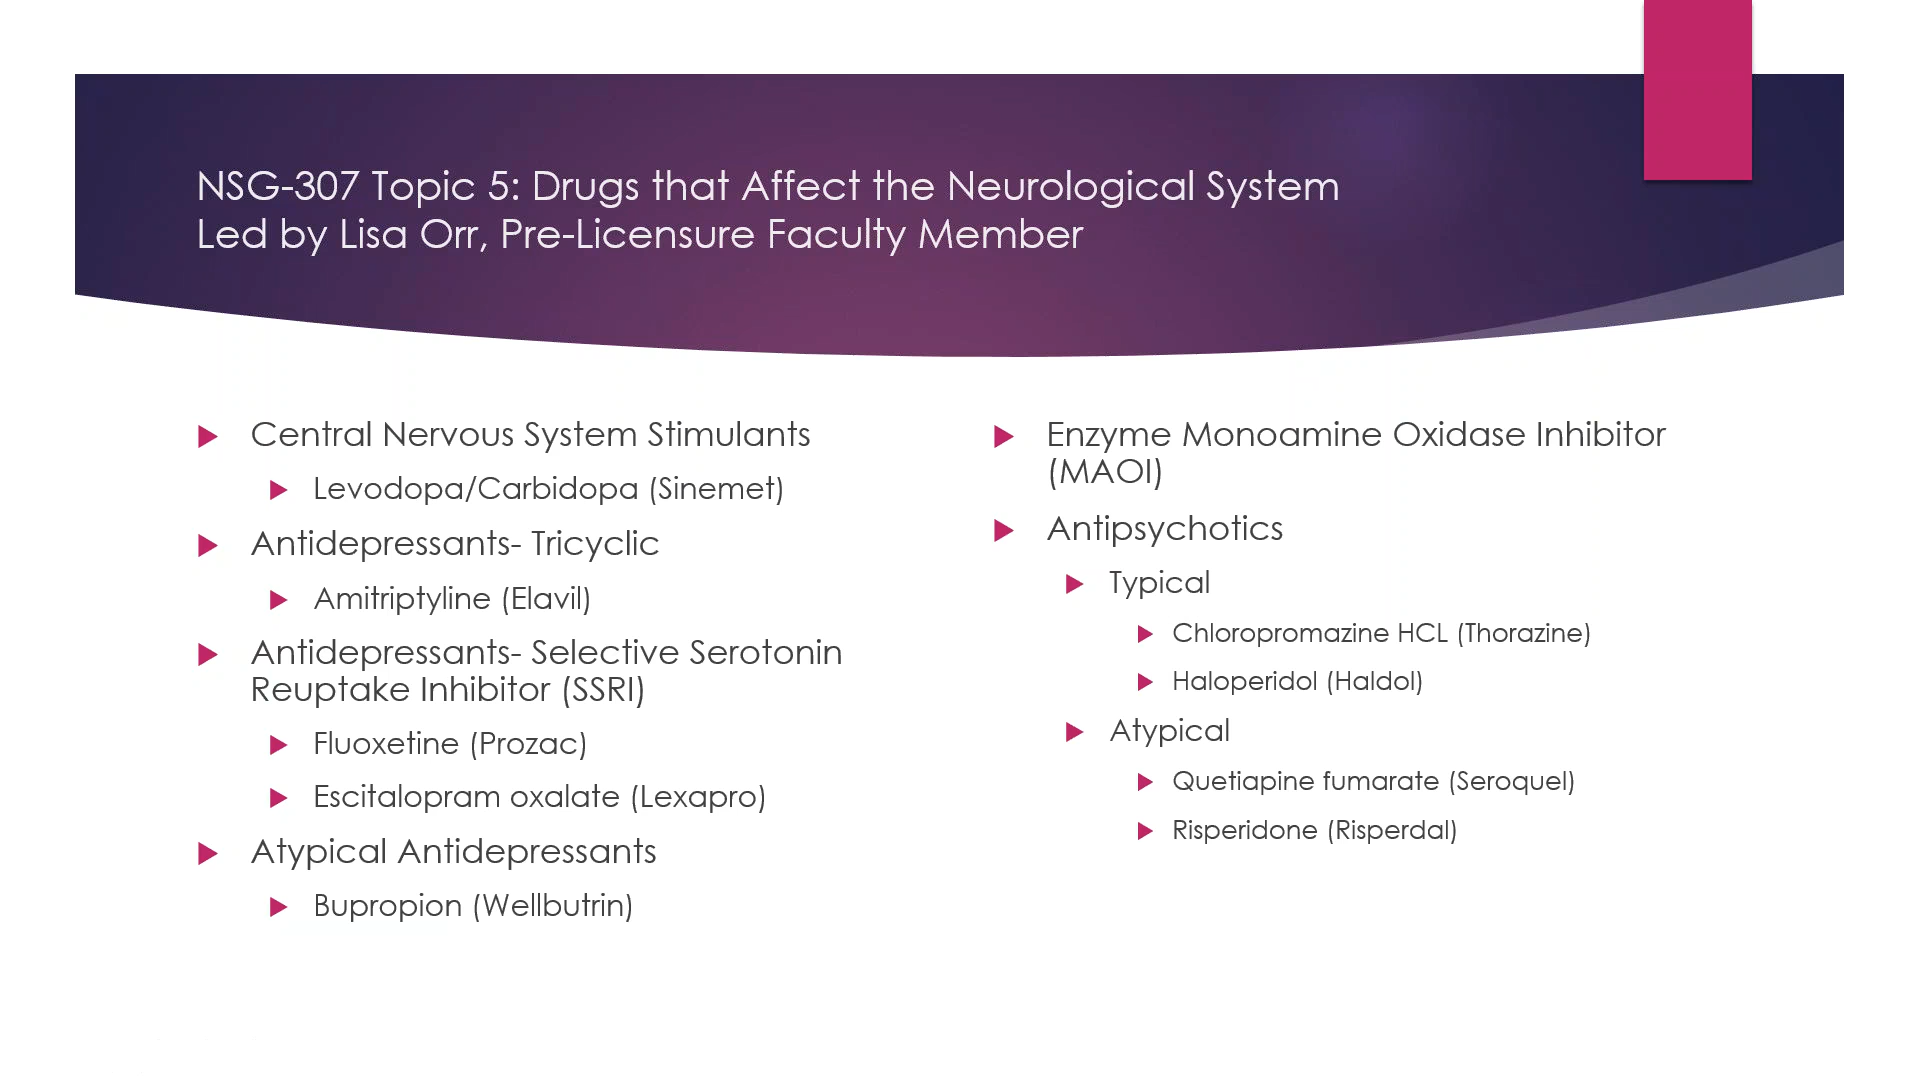 NSG-307 Topic 5: Drugs that Affect the Neurological System
Led by Lisa Orr, Pre-Licensure Faculty Member
Central Nervous System Stimulants
Levodopa/Carbidopa (Sinemet)
Antidepressants- Tricyclic
Amitriptyline (Elavil)
Antidepressants- Selective Serotonin
Reuptake Inhibitor (SSRI)
Fluoxetine (Prozac)
Escitalopram oxalate (Lexapro)
Atypical Antidepressants
Bupropion (Wellbutrin)
Enzyme Monoamine Oxidase Inhibitor
(MAOI)
Antipsychotics
Typical
Chloropromazine HCL (Thorazine)
Haloperidol (Haldol)
Atypical
Quetiapine fumarate (Seroquel)
Risperidone (Risperdal)